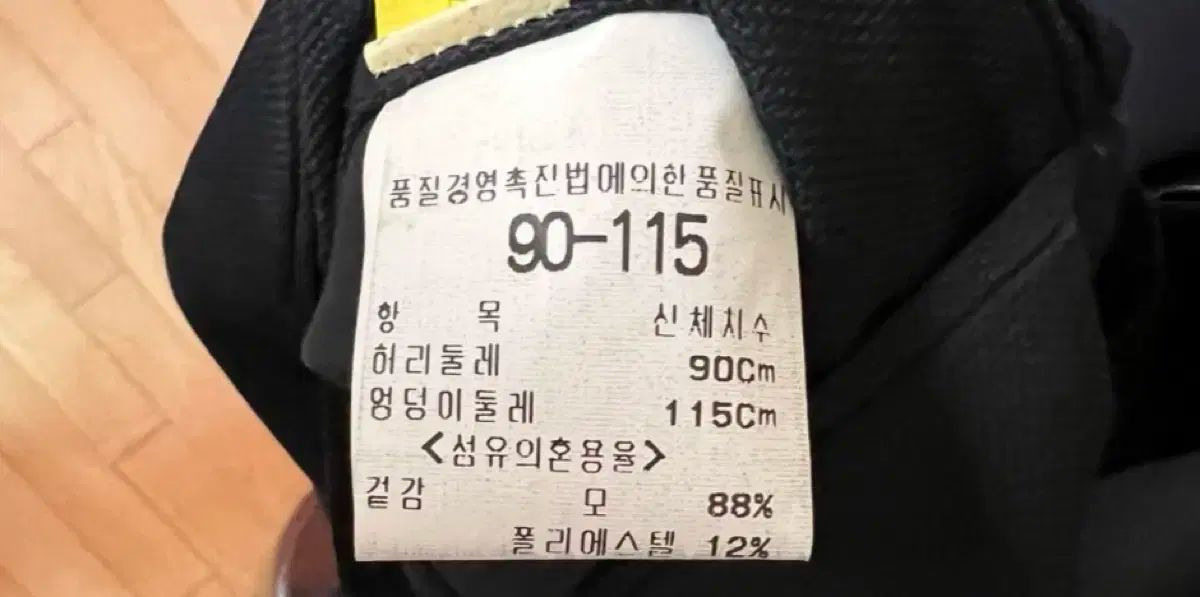 품질경영촉진법에의한품질표시
90-115
항 목 신체치수
허리둘레 90Cm
엉덩이둘레 115Cm
<섬유의혼용율>
겉감 모 88%
폴리에스텔 12%